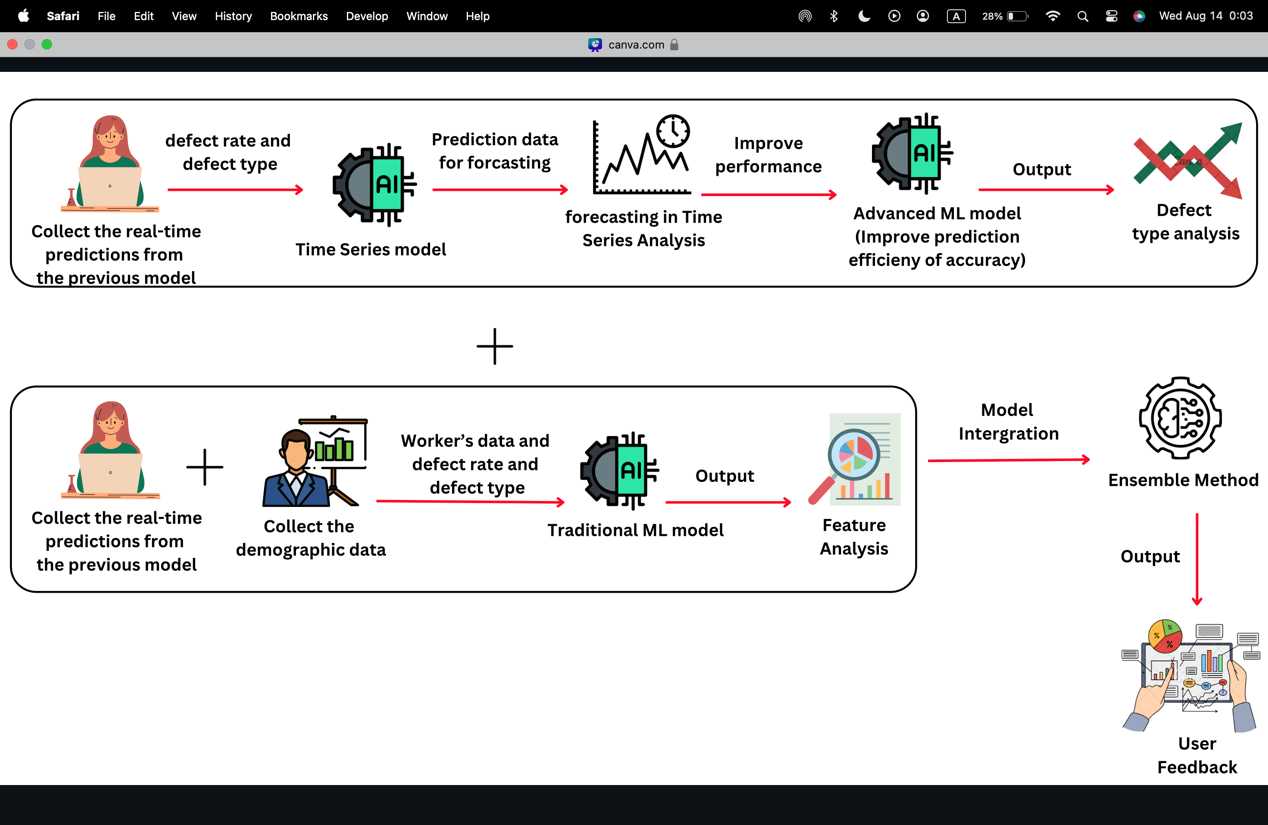 Safari File Edit View History Bookmarks Develop Window Help A 28% Wed Aug 14 0:03
canva.com
defect rate and
defect type
Prediction data
for forcasting
Improve
performance
Output
AI
AI
Collect the real-time
predictions from
the previous model
Time Series model
forecasting in Time
Series Analysis
Advanced ML model
(Improve prediction
efficieny of accuracy)
Defect
type analysis
+
Collect the real-time
predictions from
the previous model
+
Collect the
demographic data
Worker’s data and
defect rate and
defect type
AI
Traditional ML model
Output
Feature
Analysis
Model
Intergration
Ensemble Method
Output
% % %
User
Feedback